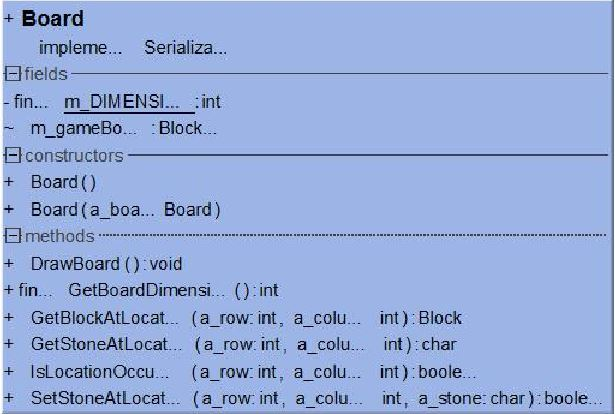 + Board
impleme... Serializa...
fields
- fin... m_DIMENSI... : int
~ m_gameBo... : Block...
constructors
+ Board ( )
+ Board ( a_boa... Board )
methods
+ DrawBoard ( ) : void
+ fin... GetBoardDimensi... ( ) : int
+ GetBlockAtLocat... ( a_row: int, a_colu... int ) : Block
+ GetStoneAtLocat... ( a_row: int, a_colu... int ) : char
+ IsLocationOccu... ( a_row: int, a_colu... int ) : boole...
+ SetStoneAtLocat... ( a_row: int, a_colu... int, a_stone: char ) : boole...